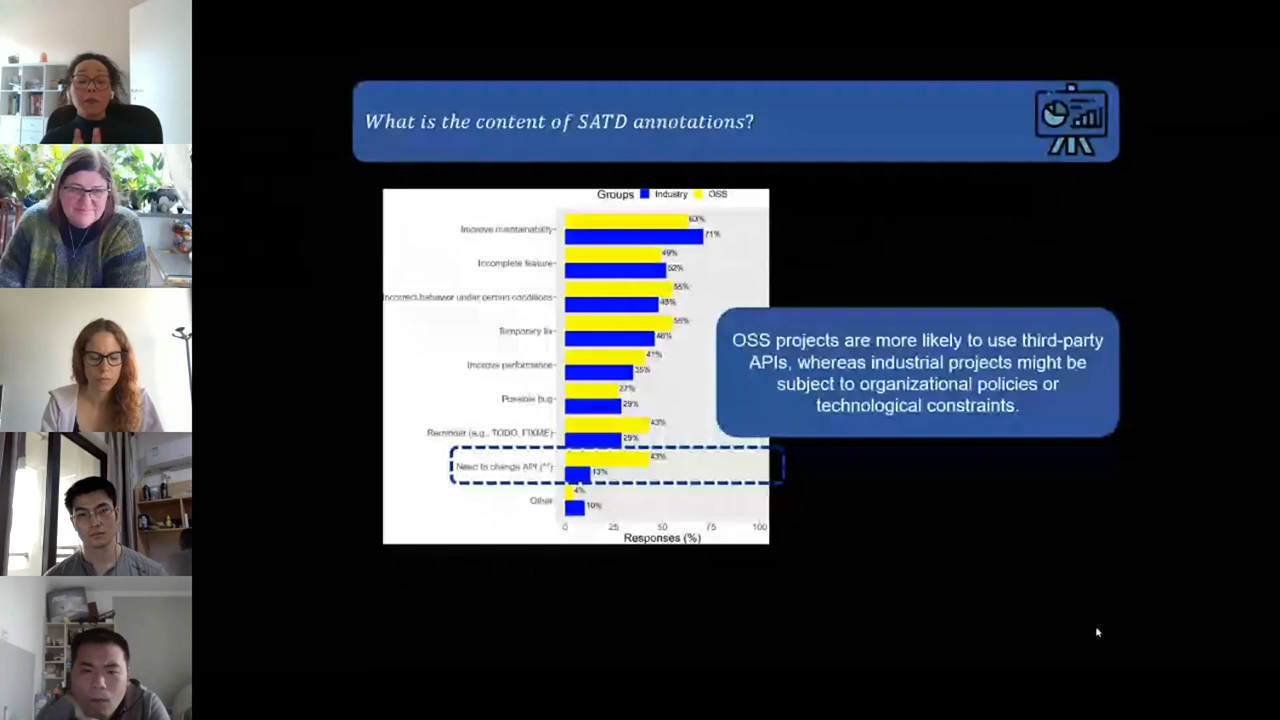 What is the content of SATD annotations?
Groups Industry OSS
Improve maintainability
63%
71%
Incomplete feature
49%
52%
Incorrect behavior under certain conditions
55%
48%
Temporary fix
55%
46%
Improve performance
41%
35%
Possible bug
27%
29%
Reminder (e.g., TODO, FIXME)
43%
29%
Need to change API (**)
43%
13%
Other
4%
10%
0 25 50 75 100
Responses (%)
OSS projects are more likely to use third-party
APIs, whereas industrial projects might be
subject to organizational policies or
technological constraints.